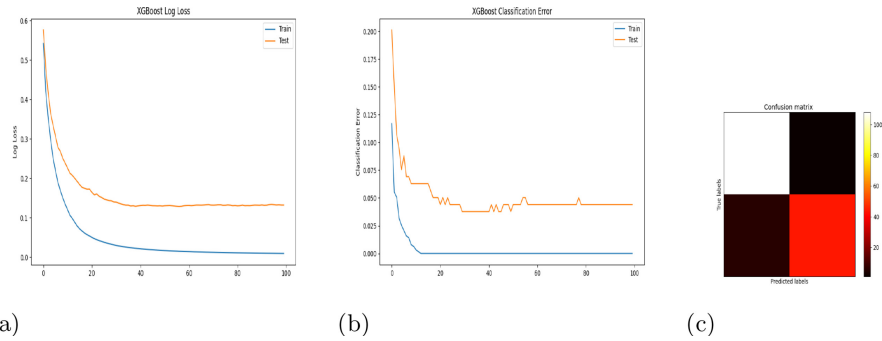 XGBoost Log Loss
Train
Test
0.6
0.5
0.4
0.3
0.2
0.1
0.0
Log Loss
0 20 40 60 80 100
XGBoost Classification Error
Train
Test
0.200
0.175
0.150
0.125
0.100
0.075
0.050
0.025
0.000
Classification Error
0 20 40 60 80 100
Confusion matrix
True labels
Predicted labels
100
80
60
40
20
a) (b) (c)